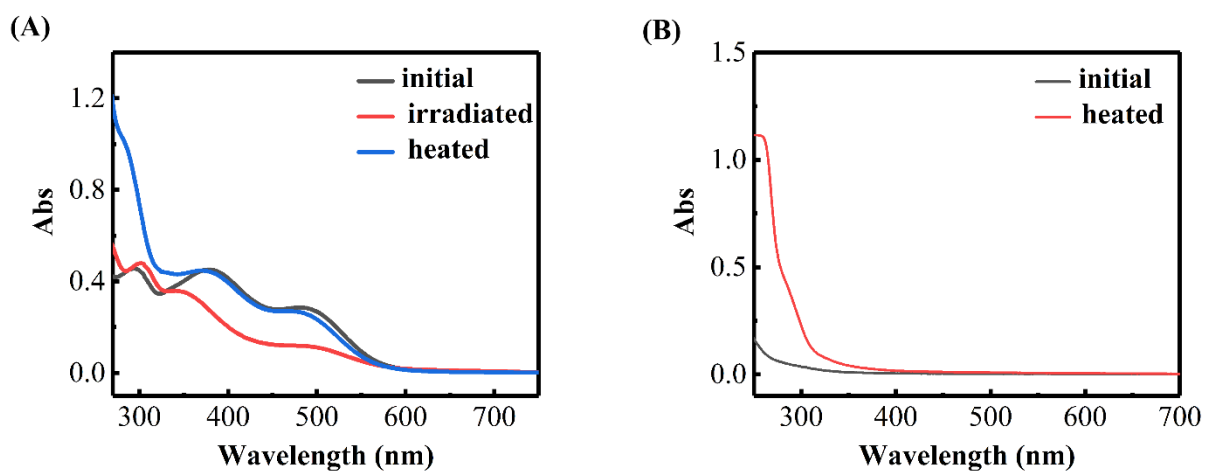 (A)
initial
irradiated
heated
1.2
0.8
0.4
0.0
Abs
300 400 500 600 700
Wavelength (nm)
(B)
initial
heated
1.5
1.0
0.5
0.0
Abs
300 400 500 600 700
Wavelength (nm)